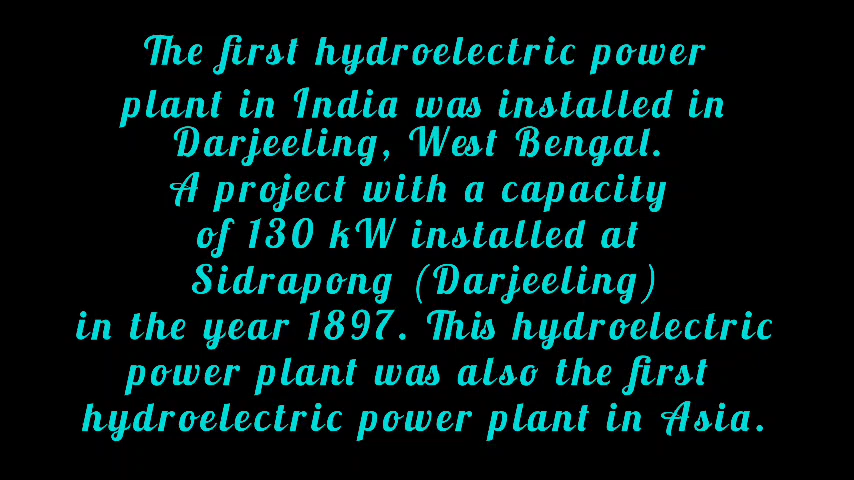 The first hydroelectric power
plant in India was installed in
Darjeeling, West Bengal.
A project with a capacity
of 130 kW installed at
Sidrapong (Darjeeling)
in the year 1897. This hydroelectric
power plant was also the first
hydroelectric power plant in Asia.